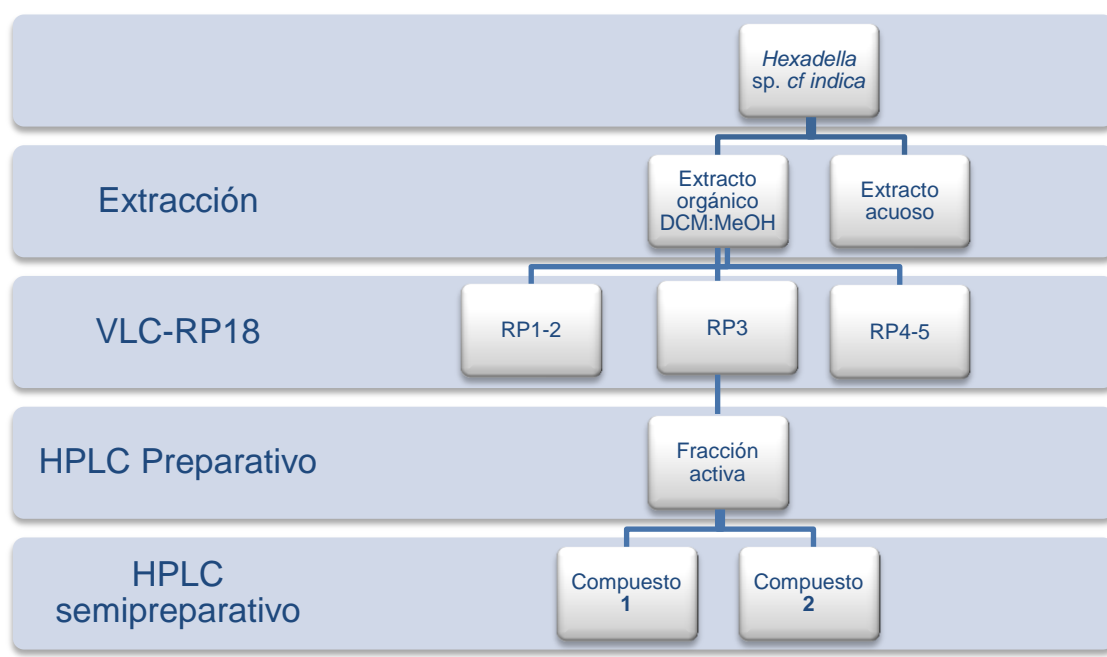 Hexadella
sp. cf indica
Extracción
Extracto
orgánico
DCM:MeOH
Extracto
acuoso
VLC-RP18
RP1-2
RP3
RP4-5
HPLC Preparativo
Fracción
activa
HPLC
semipreparativo
Compuesto
1
Compuesto
2